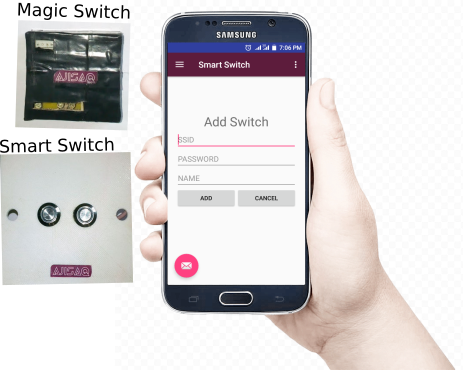 Magic Switch
Smart Switch
SAMSUNG
7:06 PM
Smart Switch
Add Switch
SSID
PASSWORD
NAME
ADD
CANCEL